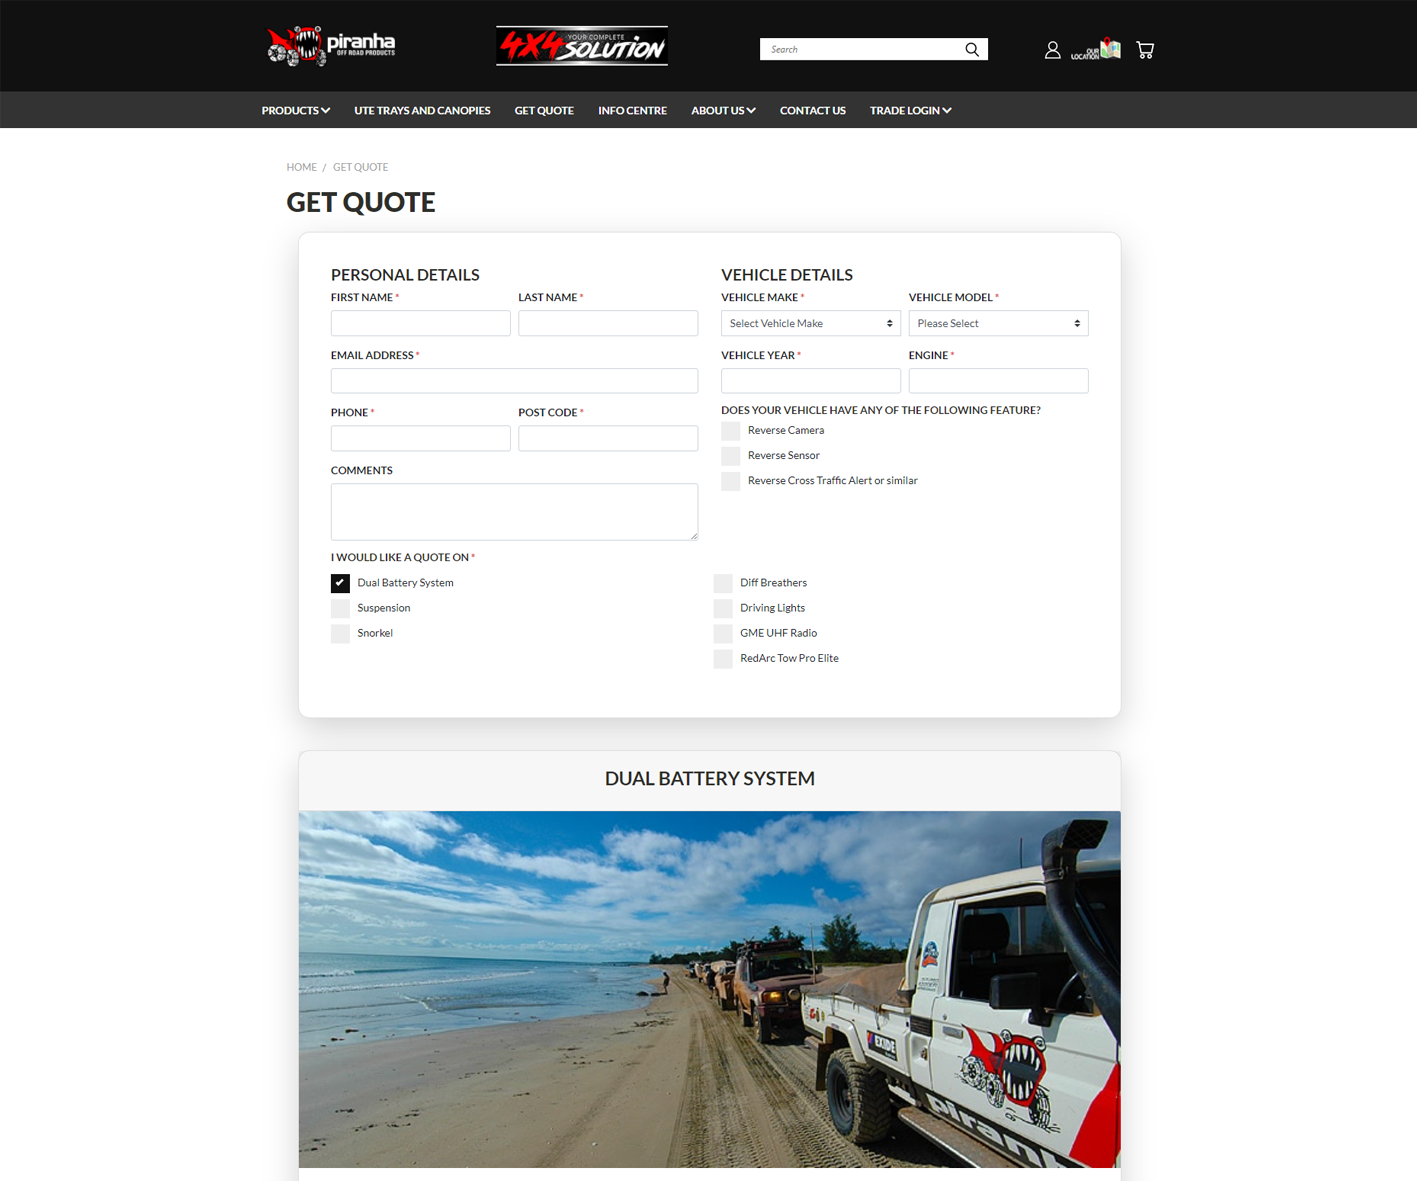 piranha
OFF ROAD PRODUCTS
YOUR COMPLETE
4X4 SOLUTION
Search
OUR
LOCATION
PRODUCTS
UTE TRAYS AND CANOPIES
GET QUOTE
INFO CENTRE
ABOUT US
CONTACT US
TRADE LOGIN
HOME / GET QUOTE
GET QUOTE
PERSONAL DETAILS
FIRST NAME *
LAST NAME *
EMAIL ADDRESS *
PHONE *
POST CODE *
COMMENTS
VEHICLE DETAILS
VEHICLE MAKE *
VEHICLE MODEL *
Select Vehicle Make
Please Select
VEHICLE YEAR *
ENGINE *
DOES YOUR VEHICLE HAVE ANY OF THE FOLLOWING FEATURE?
Reverse Camera
Reverse Sensor
Reverse Cross Traffic Alert or similar
I WOULD LIKE A QUOTE ON *
Dual Battery System
Suspension
Snorkel
Diff Breathers
Driving Lights
GME UHF Radio
RedArc Tow Pro Elite
DUAL BATTERY SYSTEM
EXIDE
piranh